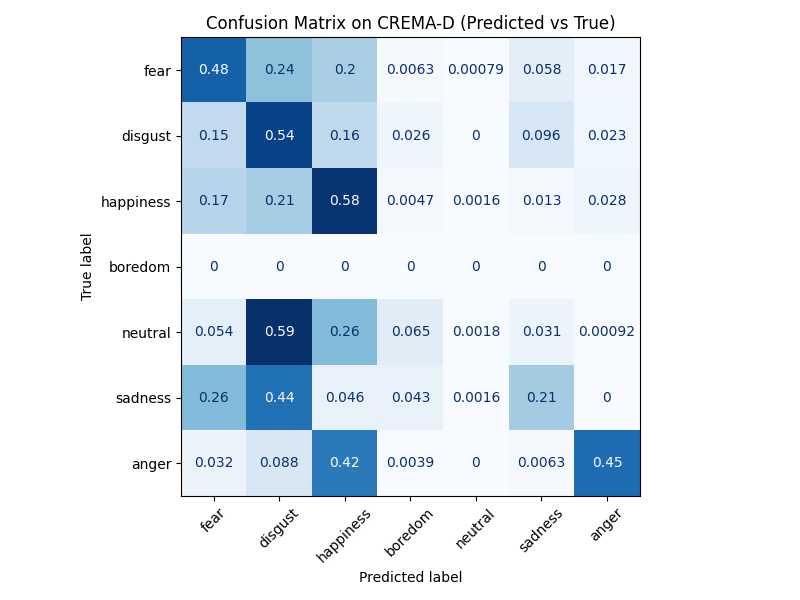 Confusion Matrix on CREMA-D (Predicted vs True)
fear 0.48 0.24 0.2 0.0063 0.00079 0.058 0.017
disgust 0.15 0.54 0.16 0.026 0 0.096 0.023
happiness 0.17 0.21 0.58 0.0047 0.0016 0.013 0.028
boredom 0 0 0 0 0 0 0
neutral 0.054 0.59 0.26 0.065 0.0018 0.031 0.00092
sadness 0.26 0.44 0.046 0.043 0.0016 0.21 0
anger 0.032 0.088 0.42 0.0039 0 0.0063 0.45
True label
fear disgust happiness boredom neutral sadness anger
Predicted label